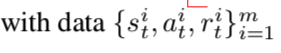 with data $\{s_t^i, a_t^i, r_t^i\}_{i=1}^m$